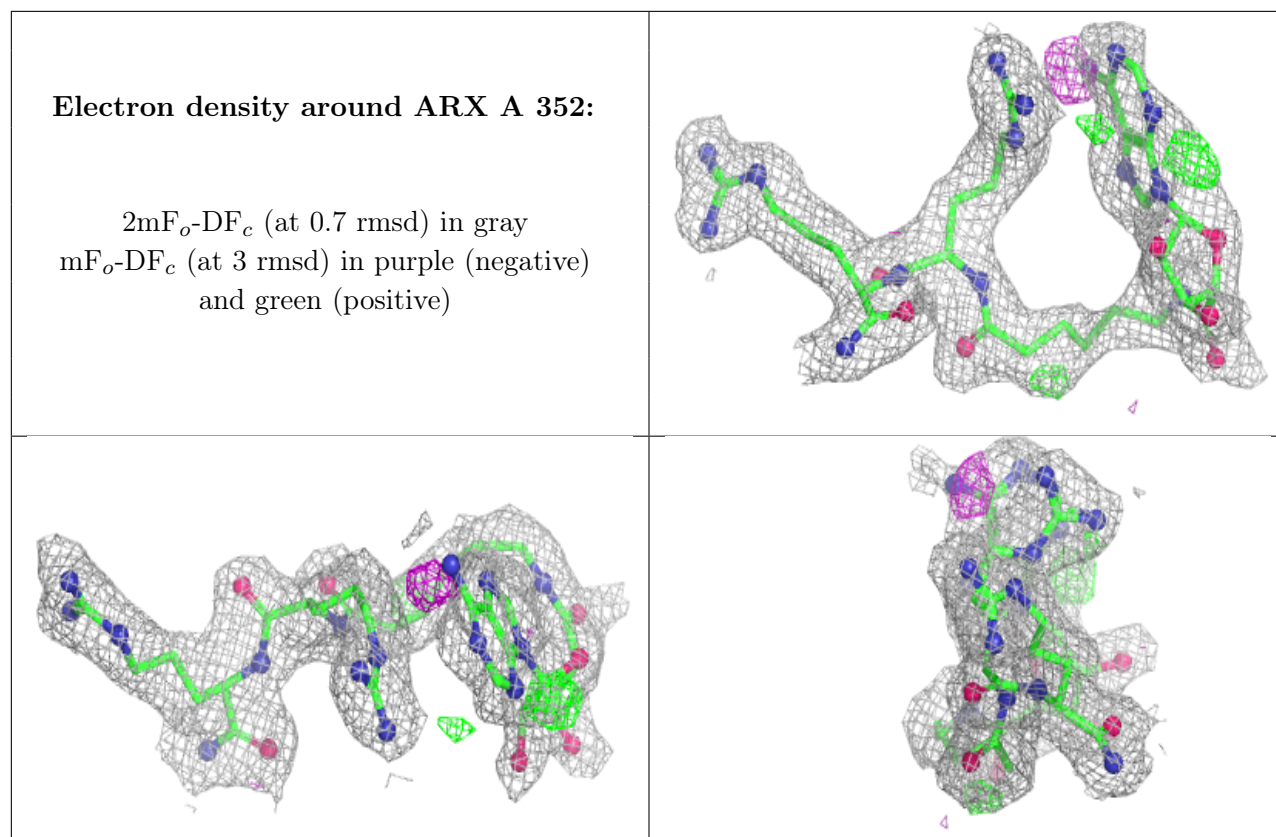 Electron density around ARX A 352:
2mFₒ-DF𝒸 (at 0.7 rmsd) in gray
mFₒ-DF𝒸 (at 3 rmsd) in purple (negative)
and green (positive)